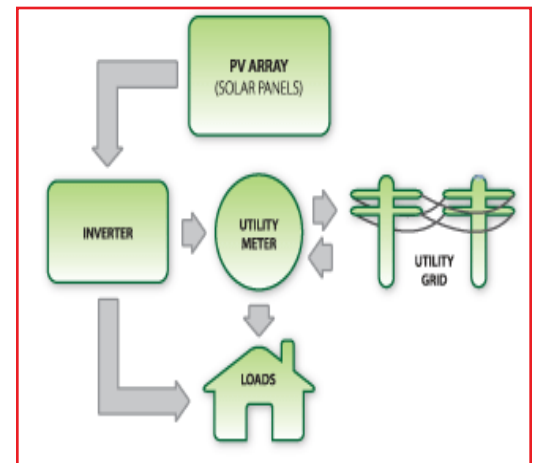 PV ARRAY
(SOLAR PANELS)
INVERTER
UTILITY
METER
UTILITY
GRID
LOADS